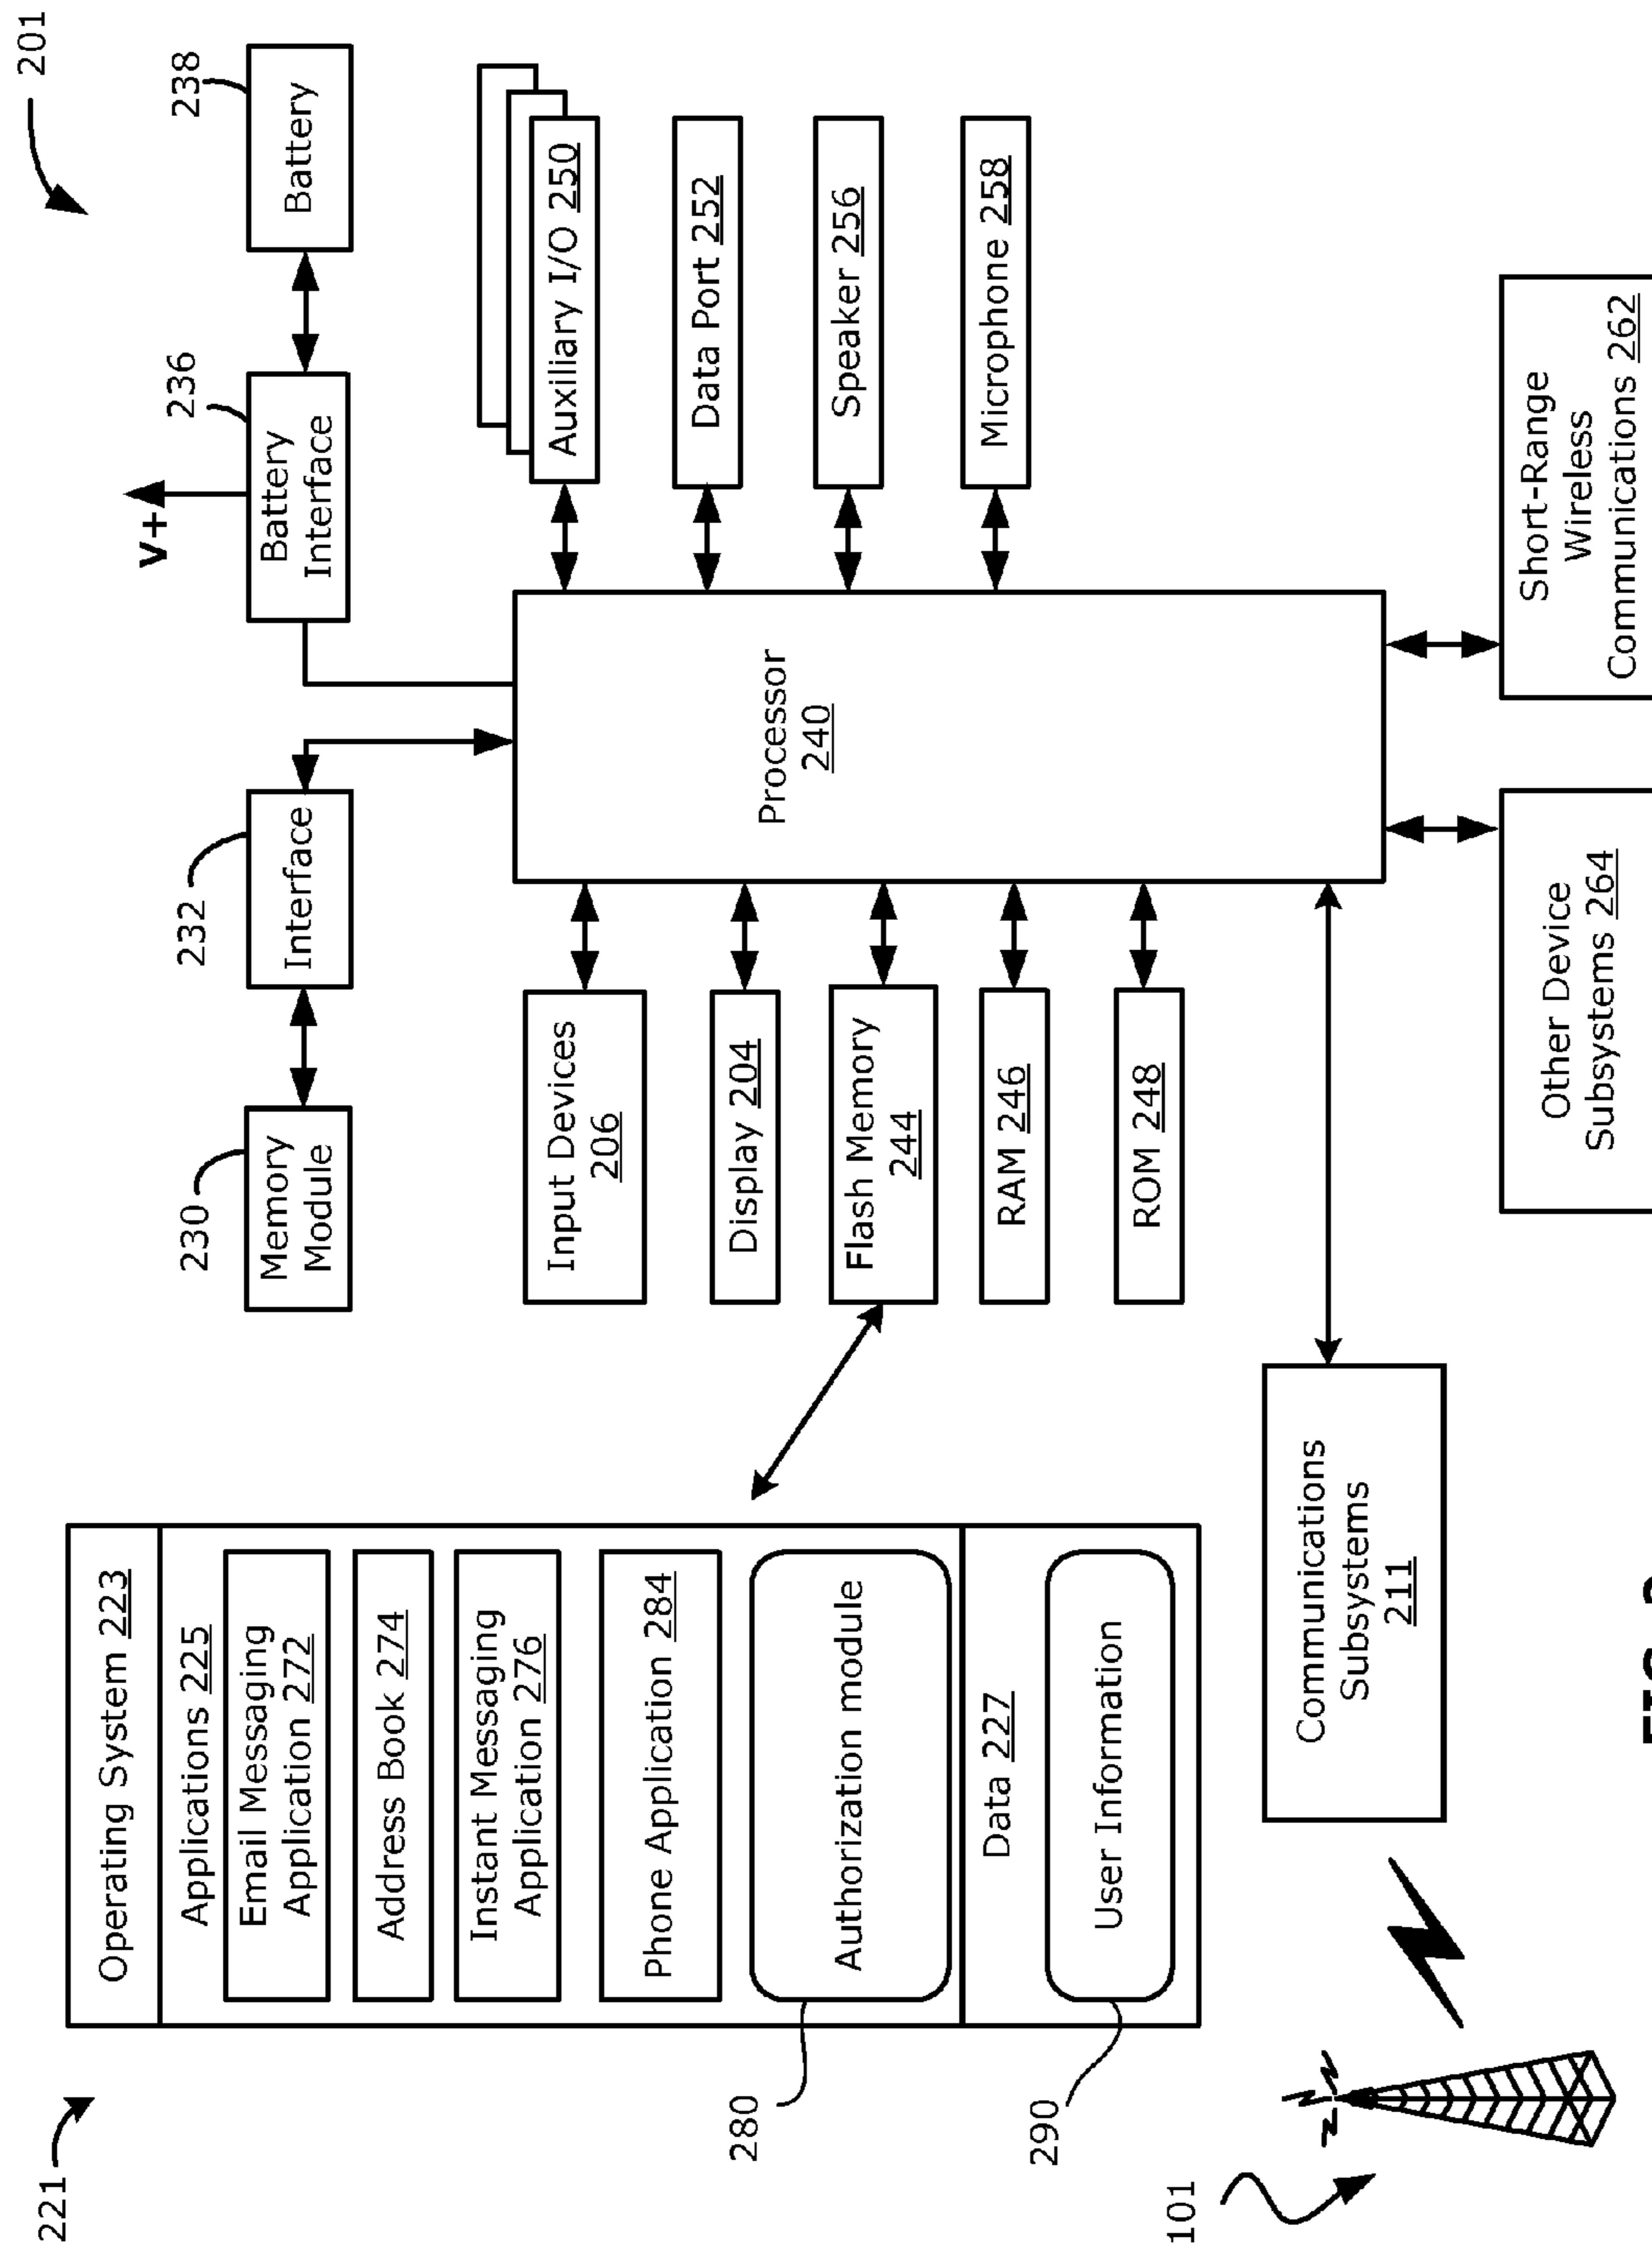 201
221
Operating System 223
Applications 225
Email Messaging
Application 272
Address Book 274
Instant Messaging
Application 276
Phone Application 284
Authorization module
280
Data 227
User Information
290
230
Memory
Module
232
Interface
V+
236
Battery
Interface
238
Battery
Input Devices
206
Display 204
Flash Memory
244
RAM 246
ROM 248
Processor
240
Auxiliary I/O 250
Data Port 252
Speaker 256
Microphone 258
101
Communications
Subsystems
211
Other Device
Subsystems 264
Short-Range
Wireless
Communications 262